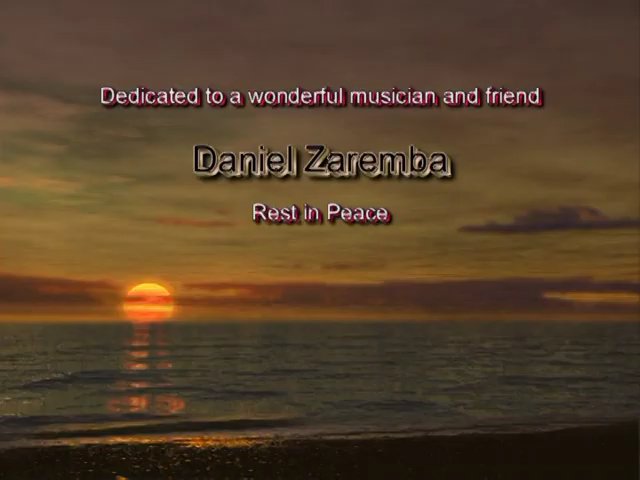 Dedicated to a wonderful musician and friend
Daniel Zaremba
Rest in Peace